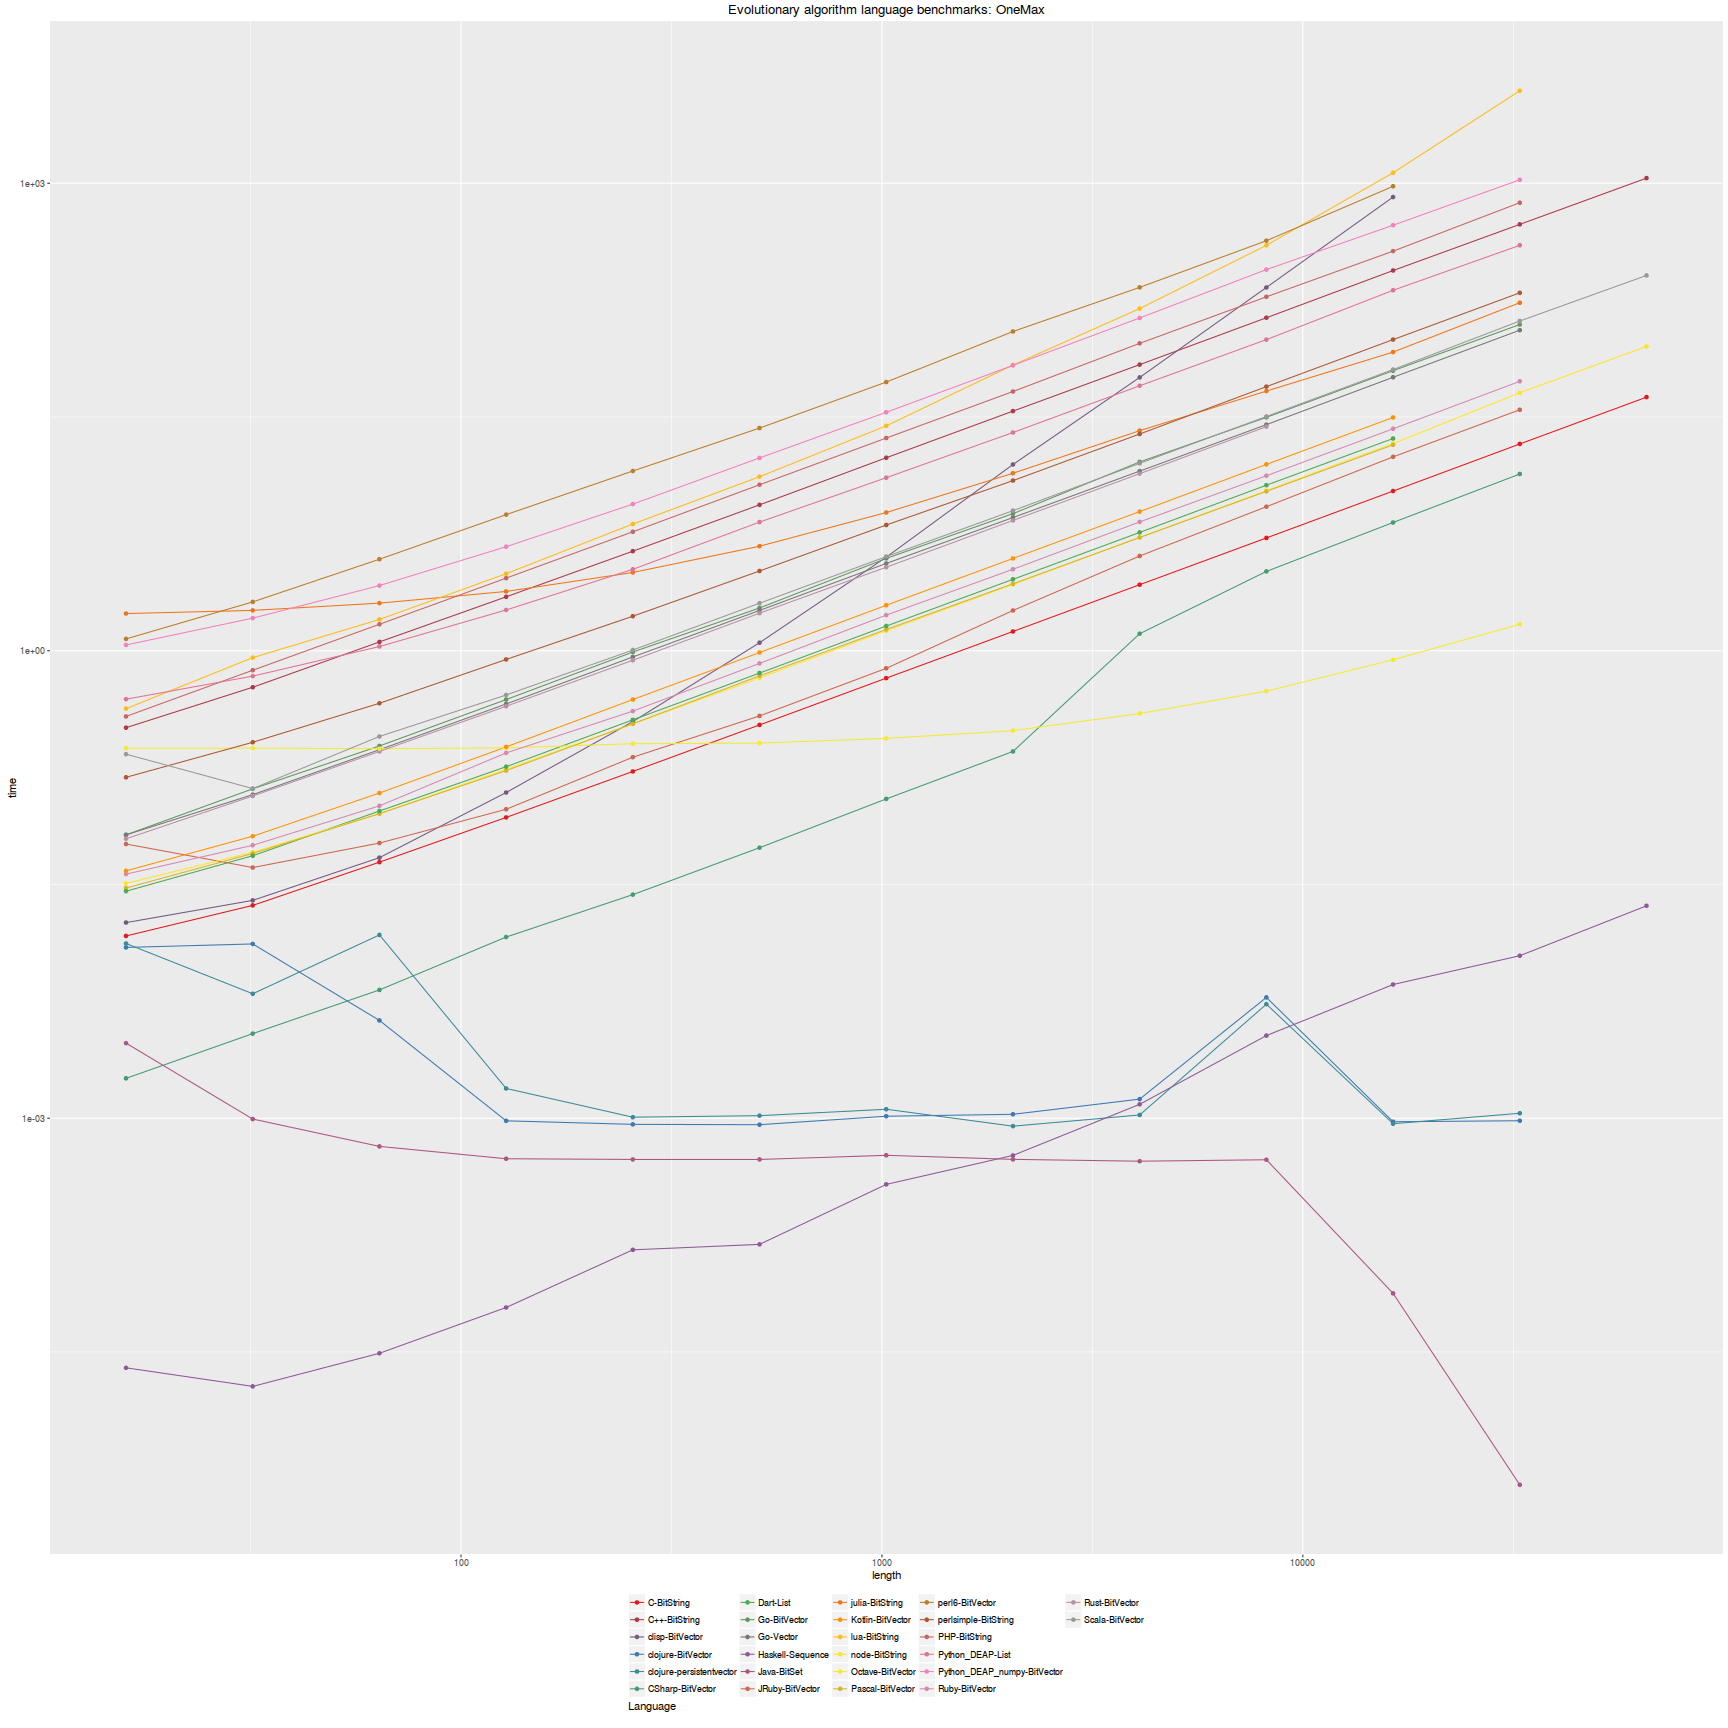 Evolutionary algorithm language benchmarks: OneMax
1e+03
1e+00
1e-03
time
100
1000
10000
length
C-BitString
Dart-List
julia-BitString
perl6-BitVector
Rust-BitVector
C++-BitString
Go-BitVector
Kotlin-BitVector
perlsimple-BitString
Scala-BitVector
clisp-BitVector
Go-Vector
lua-BitString
PHP-BitString
clojure-BitVector
Haskell-Sequence
node-BitString
Python_DEAP-List
clojure-persistentvector
Java-BitSet
Octave-BitVector
Python_DEAP_numpy-BitVector
CSharp-BitVector
JRuby-BitVector
Pascal-BitVector
Ruby-BitVector
Language